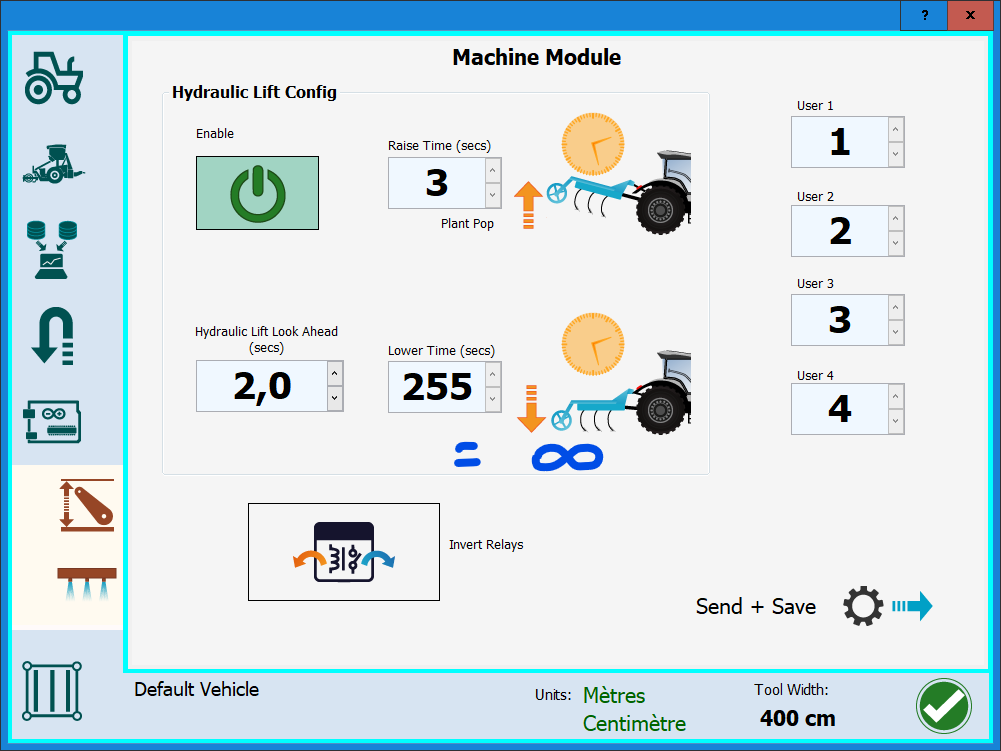 ?
x
Machine Module
Hydraulic Lift Config
Enable
Raise Time (secs)
3
Plant Pop
Hydraulic Lift Look Ahead
(secs)
2,0
Lower Time (secs)
255
= ∞
User 1
1
User 2
2
User 3
3
User 4
4
Invert Relays
Send + Save
Default Vehicle
Units: Mètres
Centimètre
Tool Width:
400 cm